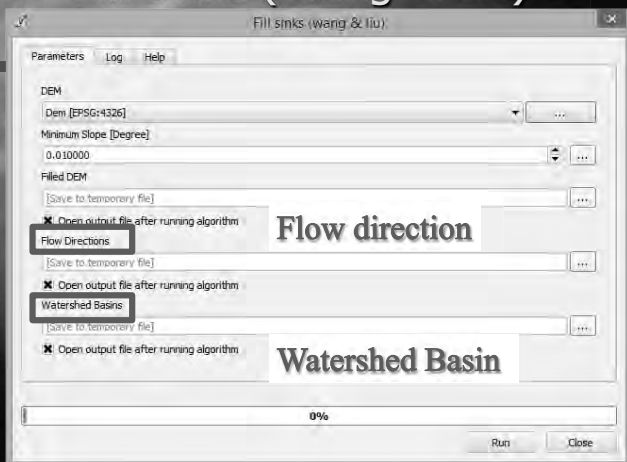 Fill sinks (wang & liu)
Parameters Log Help
DEM
Dem [EPSG:4326]
...
Minimum Slope [Degree]
0.010000
...
Filled DEM
[Save to temporary file]
...
Open output file after running algorithm
Flow direction
Flow Directions
[Save to temporary file]
...
Open output file after running algorithm
Watershed Basins
[Save to temporary file]
...
Open output file after running algorithm
Watershed Basin
0%
Run Close